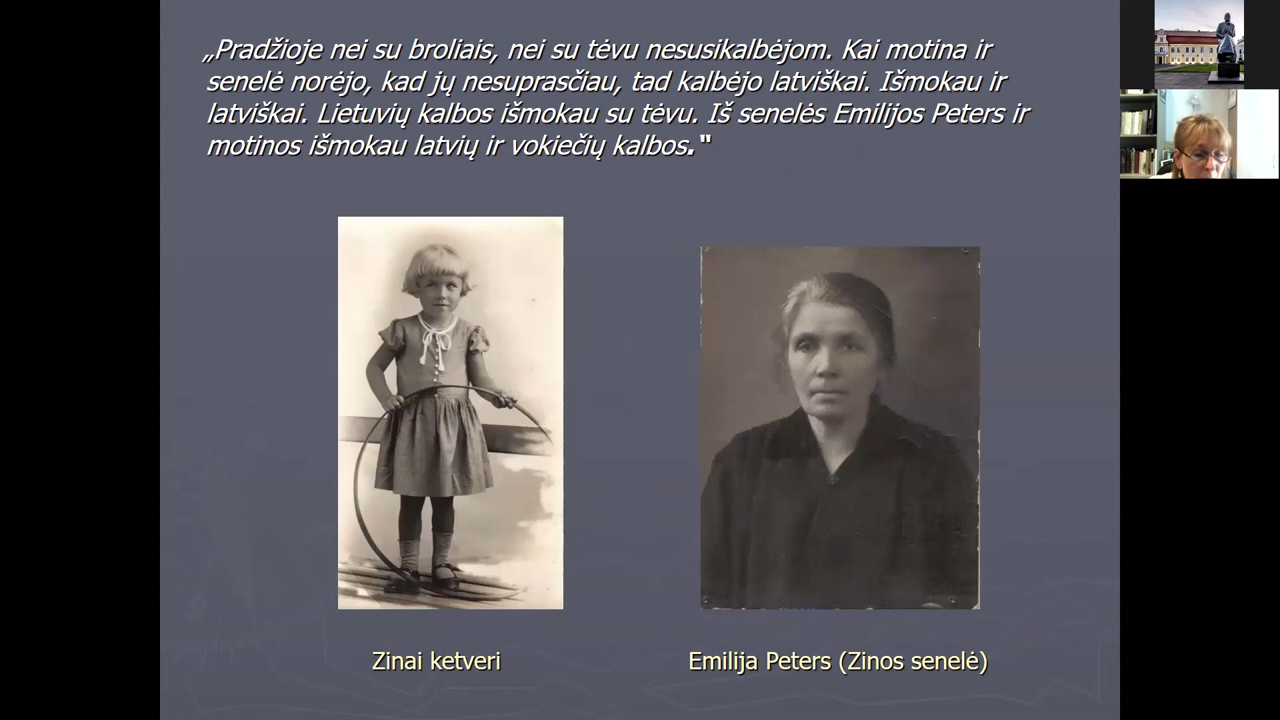 „Pradžioje nei su broliais, nei su tėvu nesusikalbėjom. Kai motina ir
senelė norėjo, kad jų nesuprasčiau, tad kalbėjo latviškai. Išmokau ir
latviškai. Lietuvių kalbos išmokau su tėvu. Iš senelės Emilijos Peters ir
motinos išmokau latvių ir vokiečių kalbos."
Zinai ketveri
Emilija Peters (Zinos senelė)